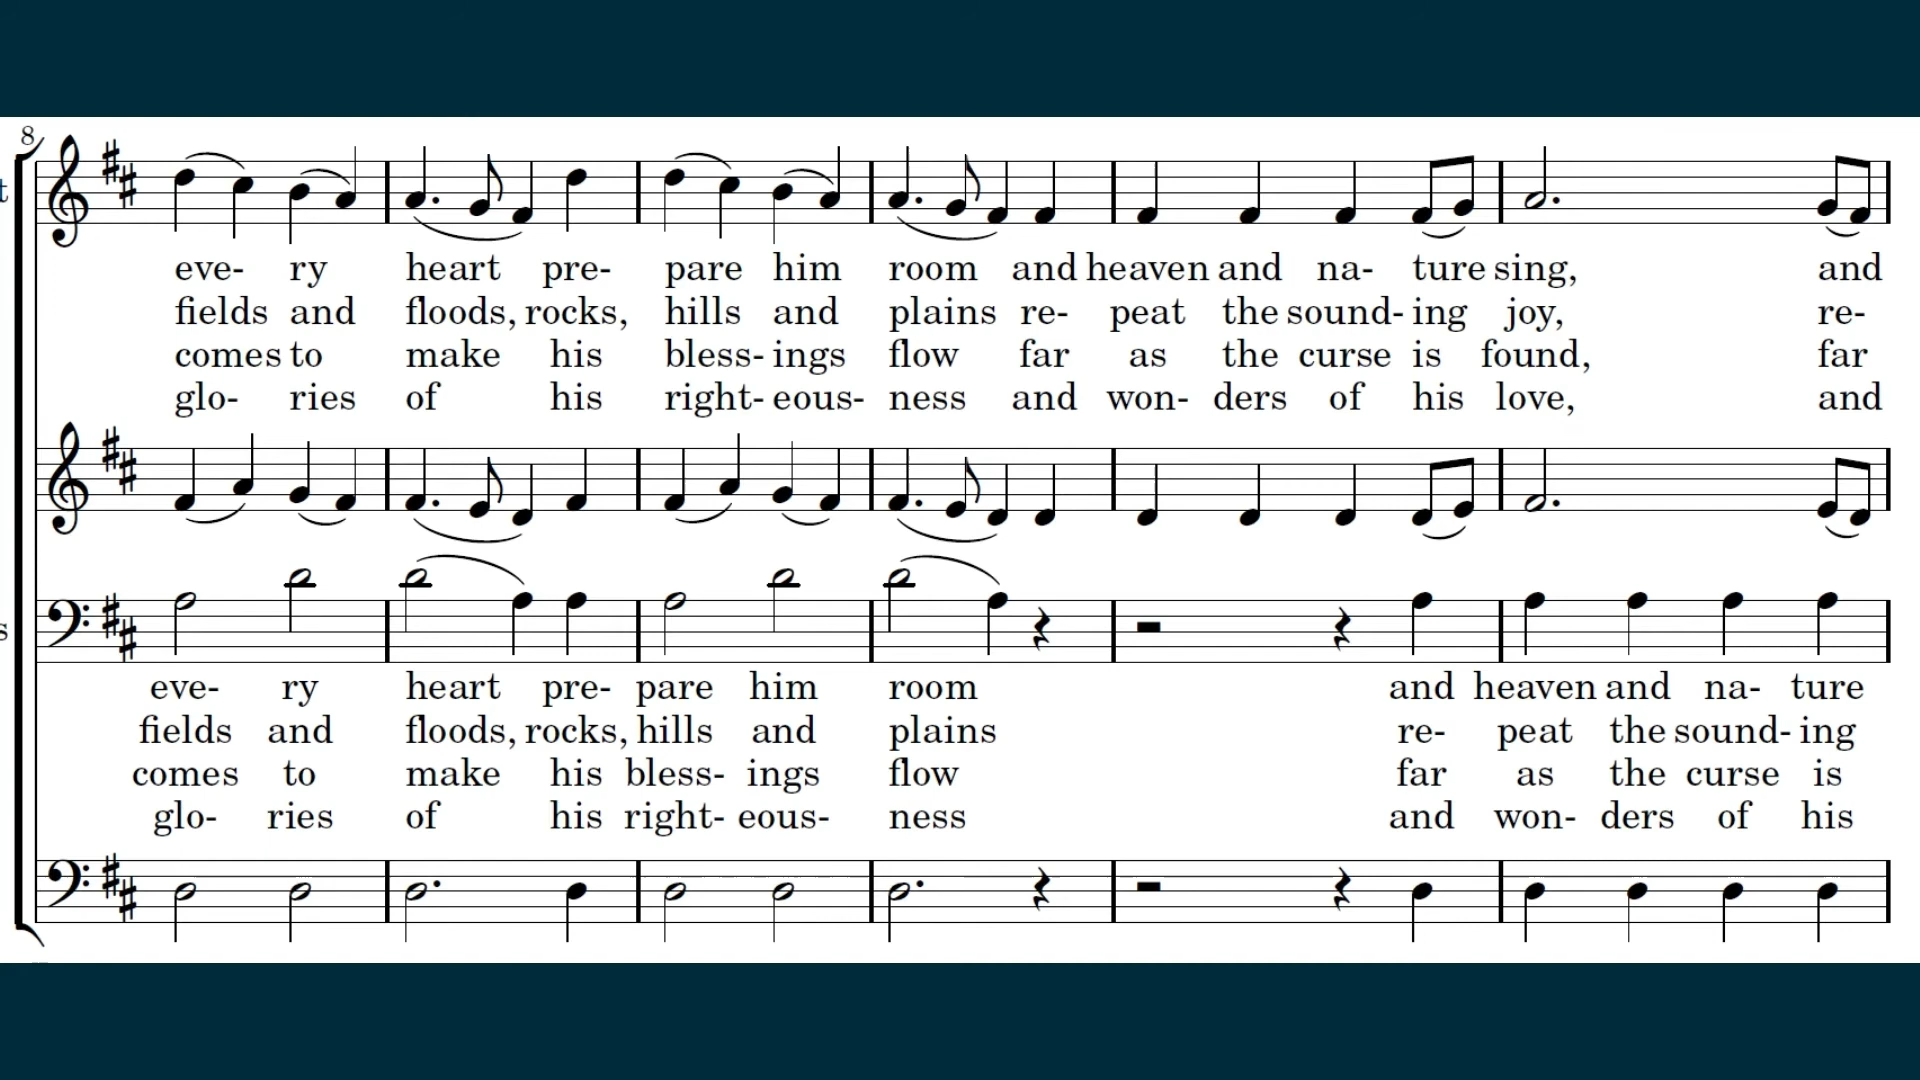 8
t
eve- ry heart pre- pare him room and heaven and na- ture sing, and
fields and floods, rocks, hills and plains re- peat the sound- ing joy, re-
comes to make his bless- ings flow far as the curse is found, far
glo- ries of his right- eous- ness and won- ders of his love, and
s
eve- ry heart pre- pare him room and heaven and na- ture
fields and floods, rocks, hills and plains re- peat the sound- ing
comes to make his bless- ings flow far as the curse is
glo- ries of his right- eous- ness and won- ders of his